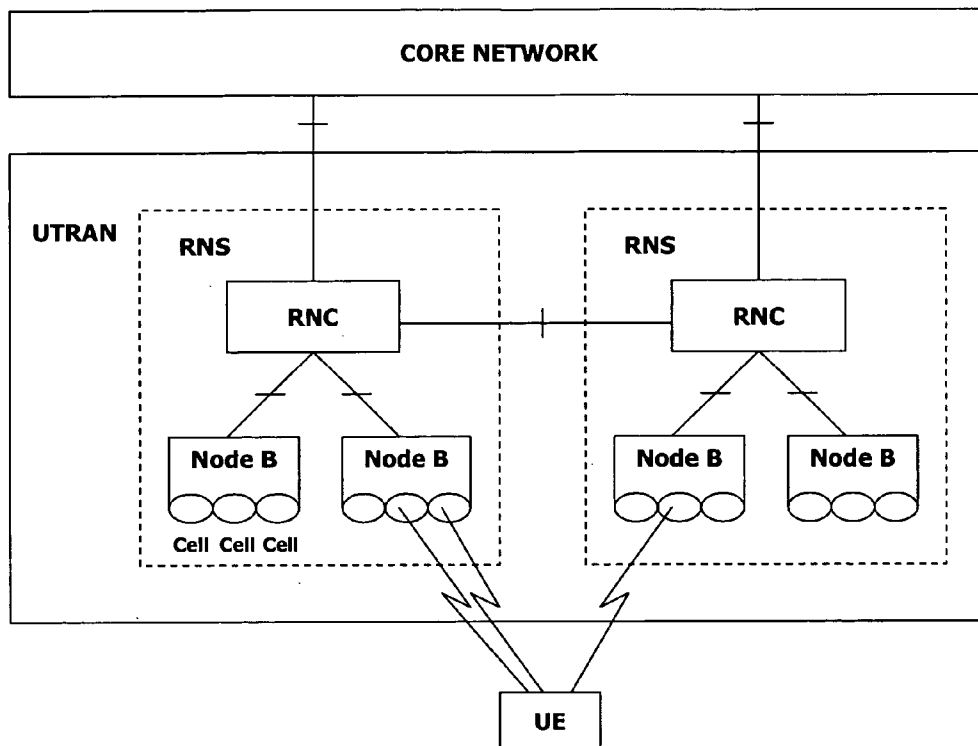 CORE NETWORK
UTRAN
RNS
RNS
RNC
RNC
Node B
Node B
Node B
Node B
Cell Cell Cell
UE